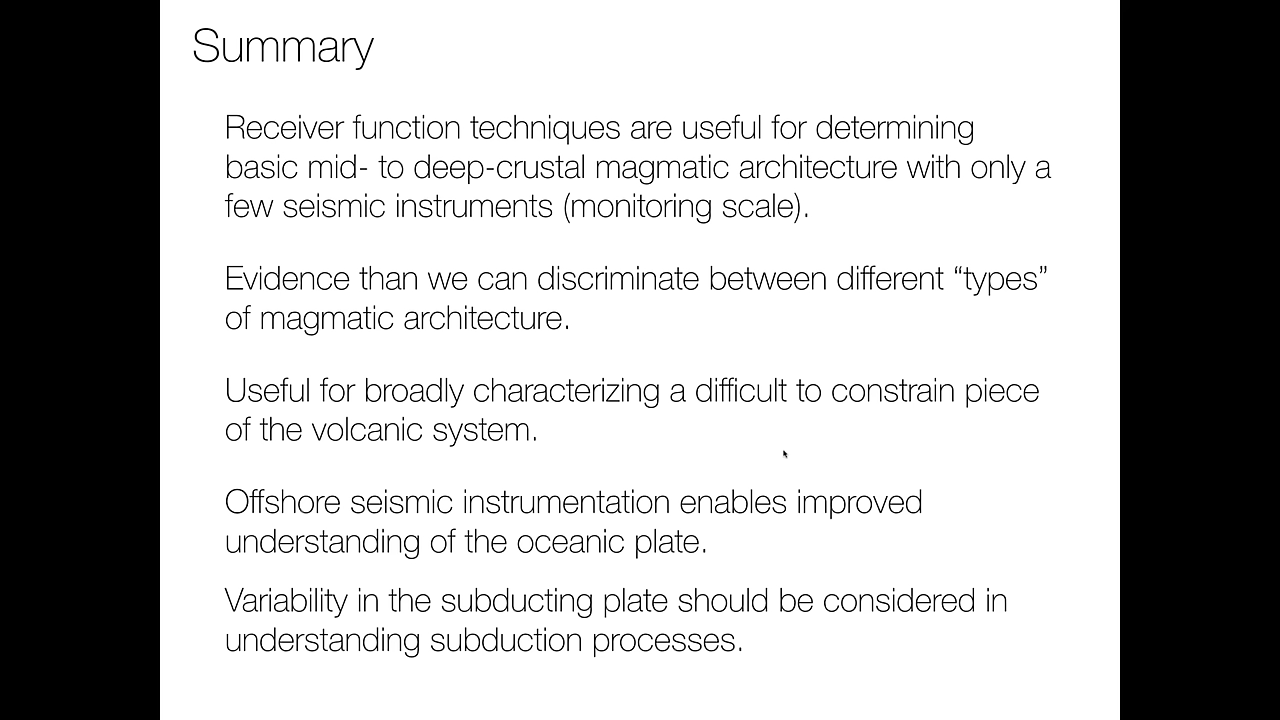 Summary
Receiver function techniques are useful for determining
basic mid- to deep-crustal magmatic architecture with only a
few seismic instruments (monitoring scale).
Evidence than we can discriminate between different “types”
of magmatic architecture.
Useful for broadly characterizing a difficult to constrain piece
of the volcanic system.
Offshore seismic instrumentation enables improved
understanding of the oceanic plate.
Variability in the subducting plate should be considered in
understanding subduction processes.